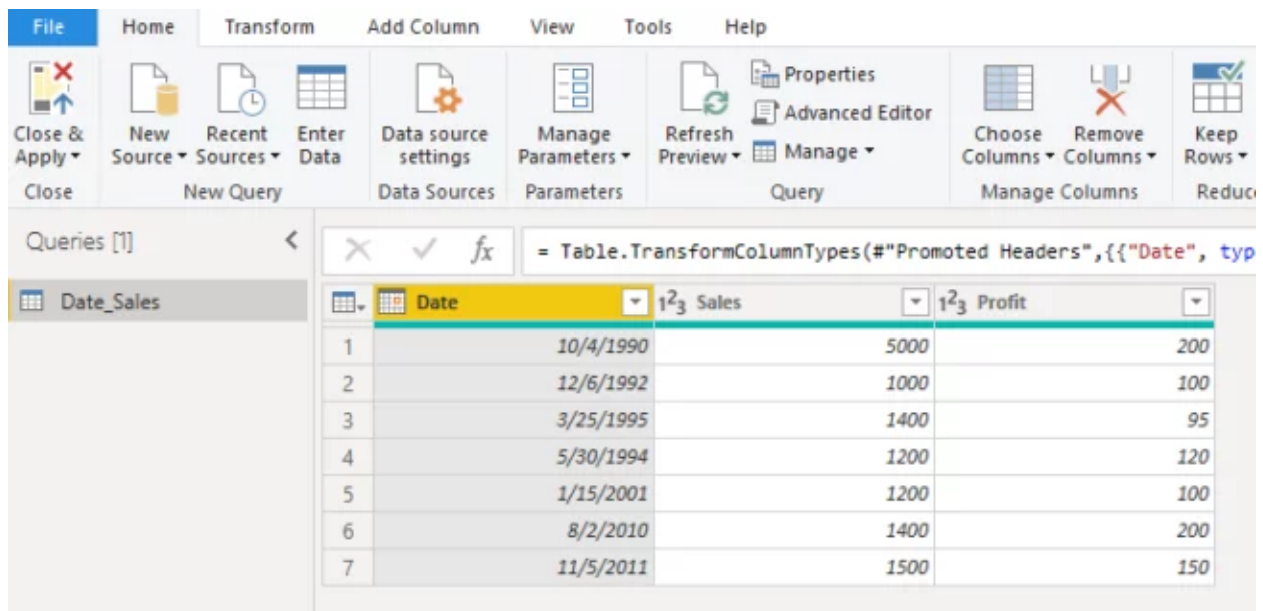 File Home Transform Add Column View Tools Help
Properties
Advanced Editor
Close & New Recent Enter Data source Manage Refresh Choose Remove Keep
Apply Source Sources Data settings Parameters Preview Manage Columns Columns Rows
Close New Query Data Sources Parameters Query Manage Columns Reduc
Queries [1] fx = Table.TransformColumnTypes(#"Promoted Headers",{{"Date", typ
Date_Sales Date 123 Sales 123 Profit
1 10/4/1990 5000 200
2 12/6/1992 1000 100
3 3/25/1995 1400 95
4 5/30/1994 1200 120
5 1/15/2001 1200 100
6 8/2/2010 1400 200
7 11/5/2011 1500 150